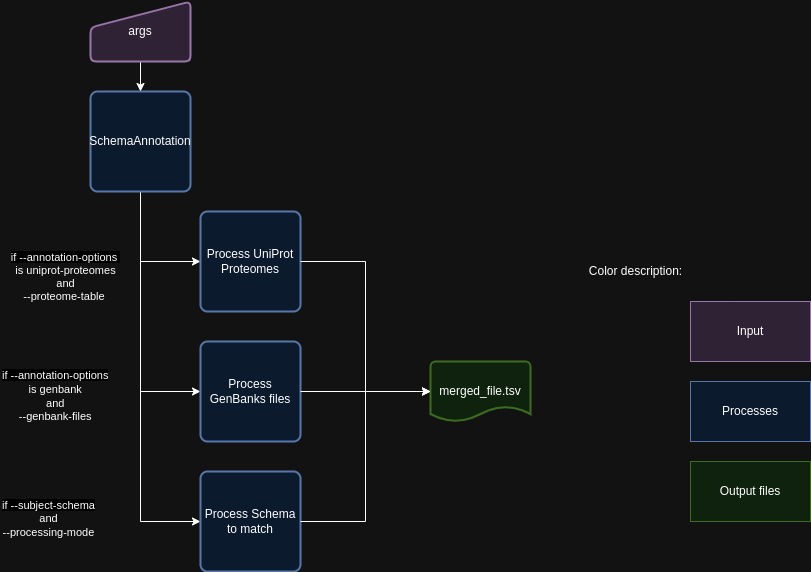 args
SchemaAnnotation
if --annotation-options
is uniprot-proteomes
and
--proteome-table
Process UniProt
Proteomes
if --annotation-options
is genbank
and
--genbank-files
Process
GenBanks files
merged_file.tsv
if --subject-schema
and
--processing-mode
Process Schema
to match
Color description:
Input
Processes
Output files